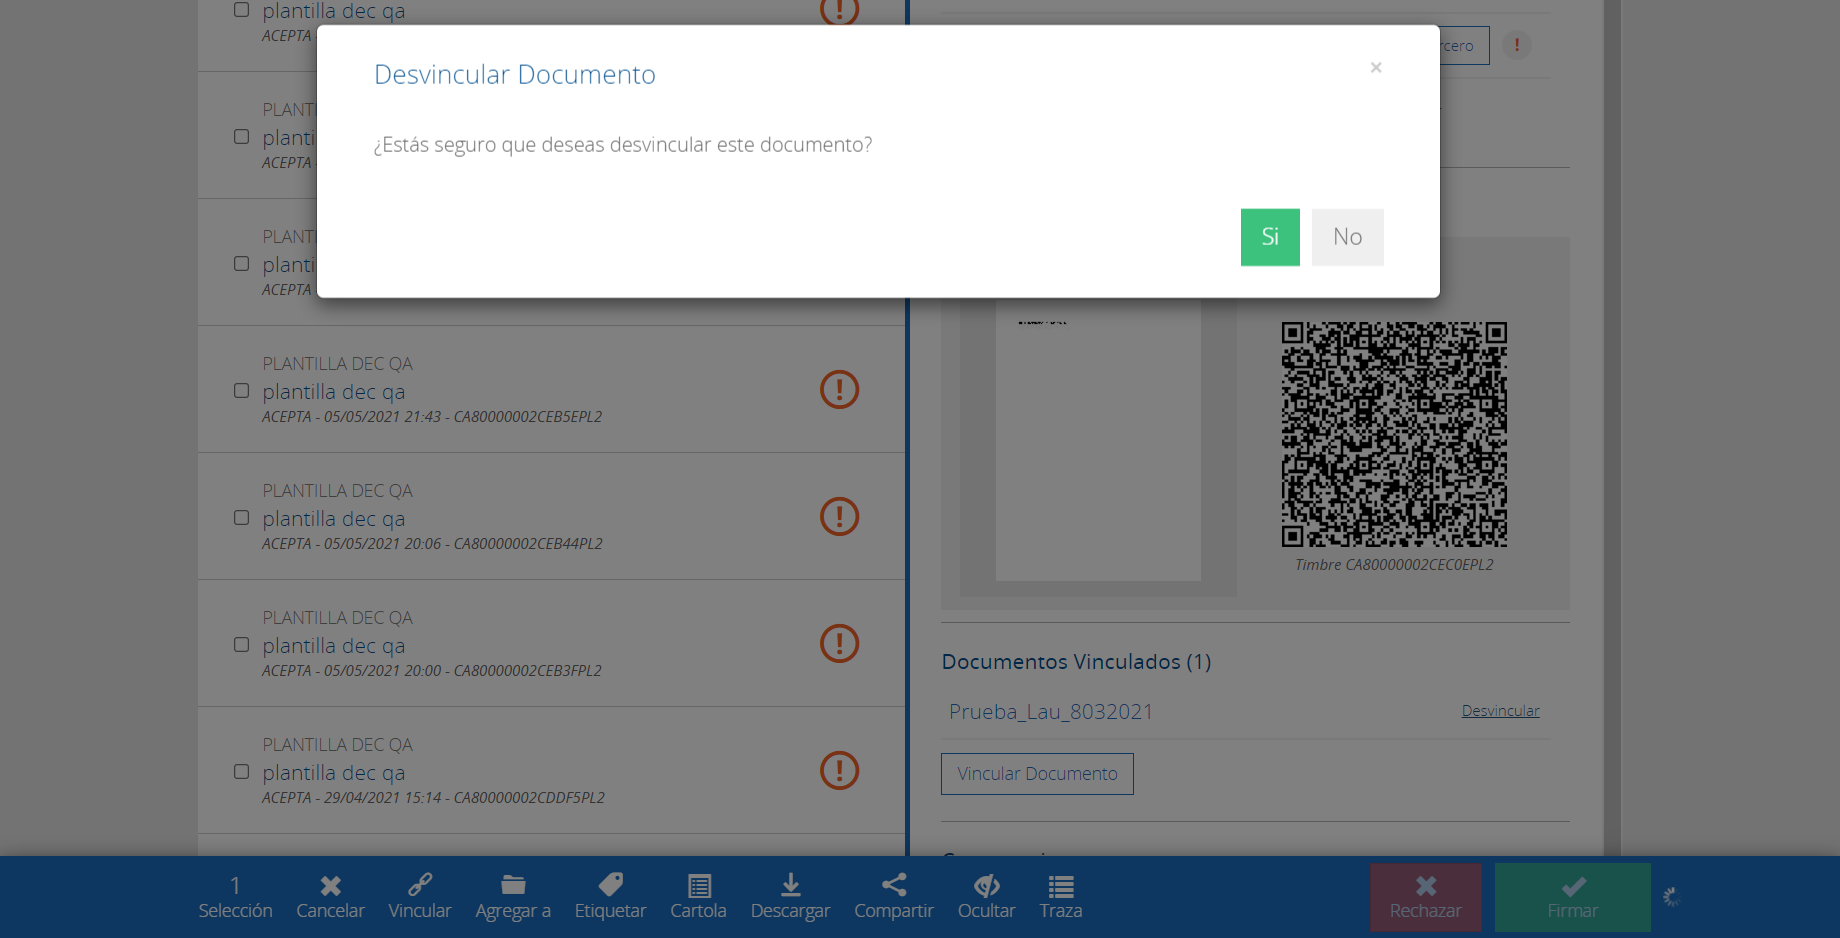 plantilla dec qa
ACEPTA -
PLANTI
planti
ACEPTA -
PLANTI
planti
ACEPTA -
PLANTILLA DEC QA
plantilla dec qa
ACEPTA - 05/05/2021 21:43 - CA80000002CEB5EPL2
PLANTILLA DEC QA
plantilla dec qa
ACEPTA - 05/05/2021 20:06 - CA80000002CEB44PL2
PLANTILLA DEC QA
plantilla dec qa
ACEPTA - 05/05/2021 20:00 - CA80000002CEB3FPL2
PLANTILLA DEC QA
plantilla dec qa
ACEPTA - 29/04/2021 15:14 - CA80000002CDDF5PL2
Desvincular Documento
×
¿Estás seguro que deseas desvincular este documento?
Si
No
rcero
Timbre CA80000002CEC0EPL2
Documentos Vinculados (1)
Prueba_Lau_8032021
Desvincular
Vincular Documento
1
Selección
Cancelar
Vincular
Agregar a
Etiquetar
Cartola
Descargar
Compartir
Ocultar
Traza
Rechazar
Firmar